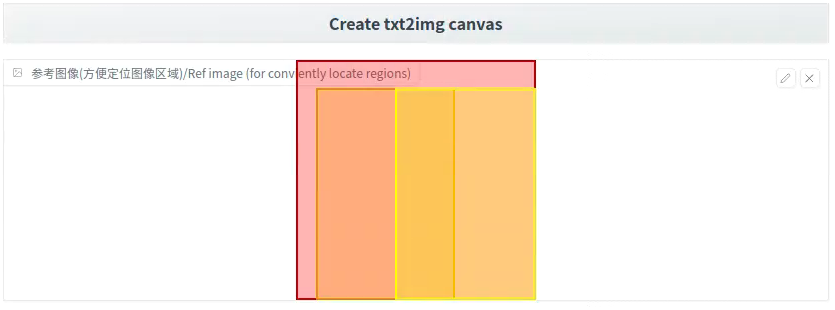 Create txt2img canvas
参考图像(方便定位图像区域)/Ref image (for conviently locate regions)